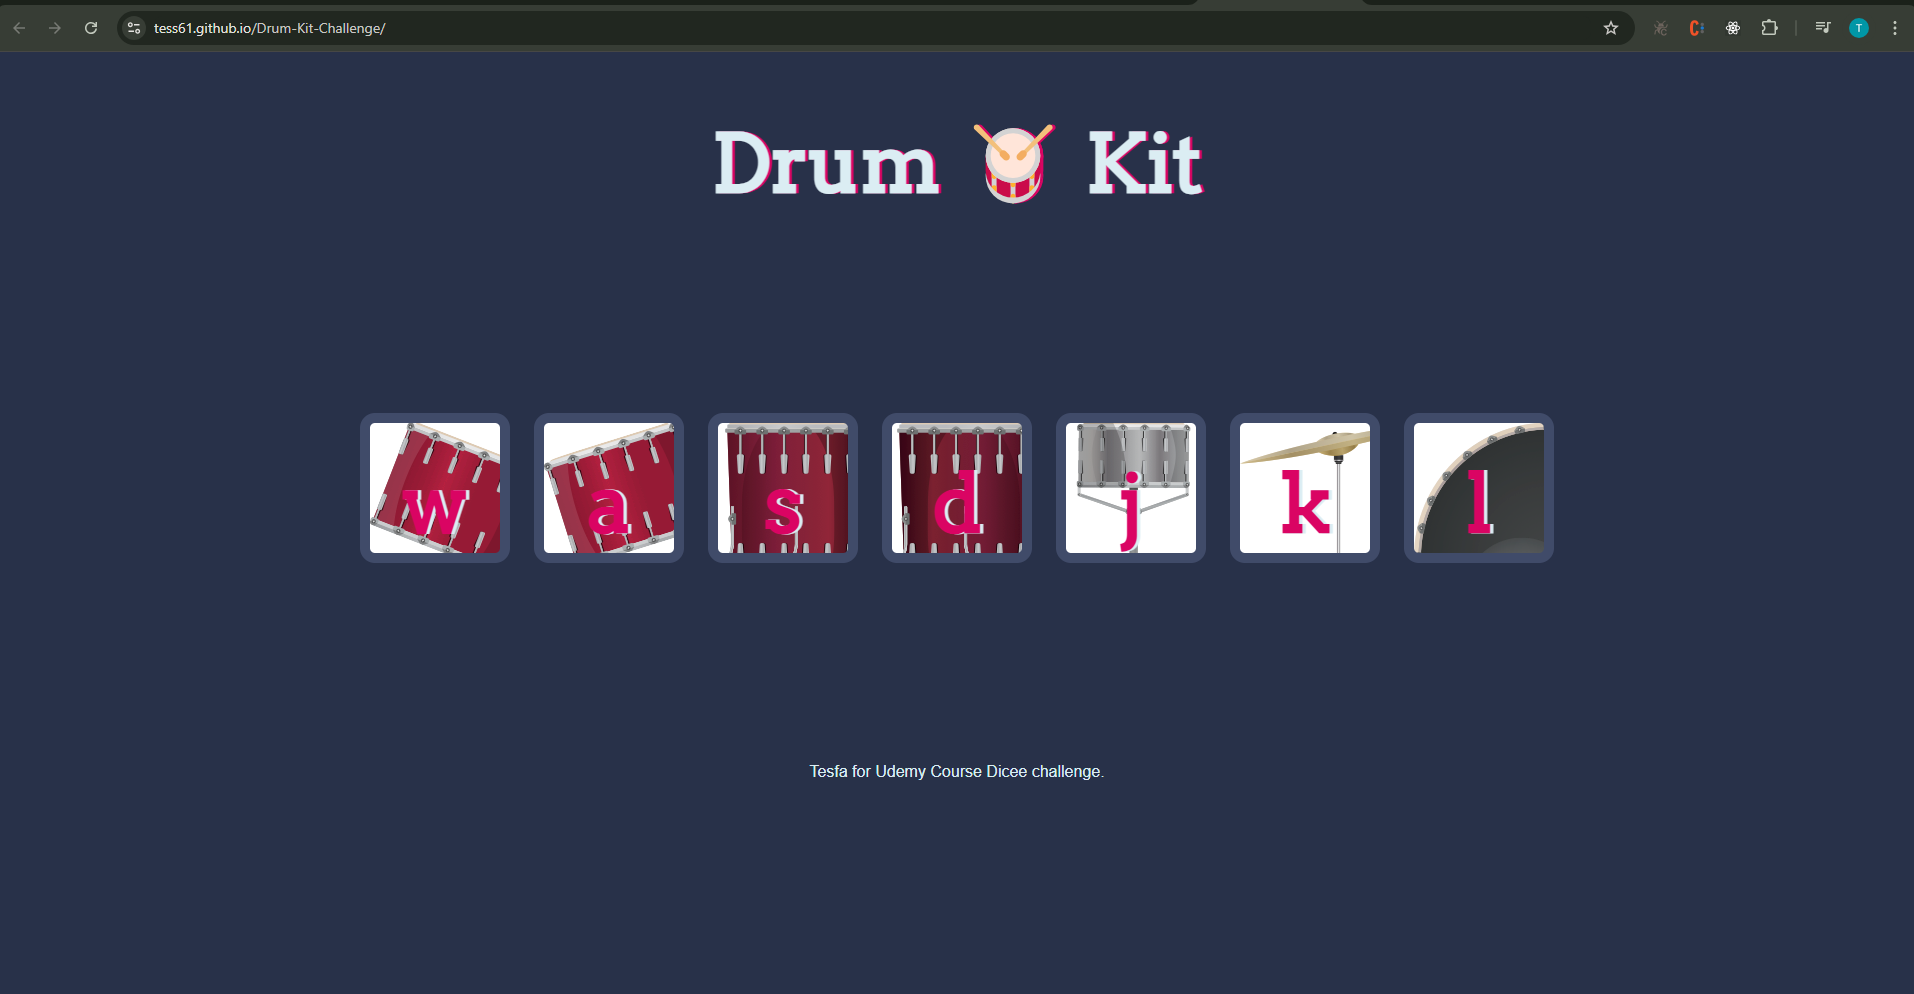 tess61.github.io/Drum-Kit-Challenge/
T
Drum 🥁 Kit
w a s d j k l
Tesfa for Udemy Course Dicee challenge.